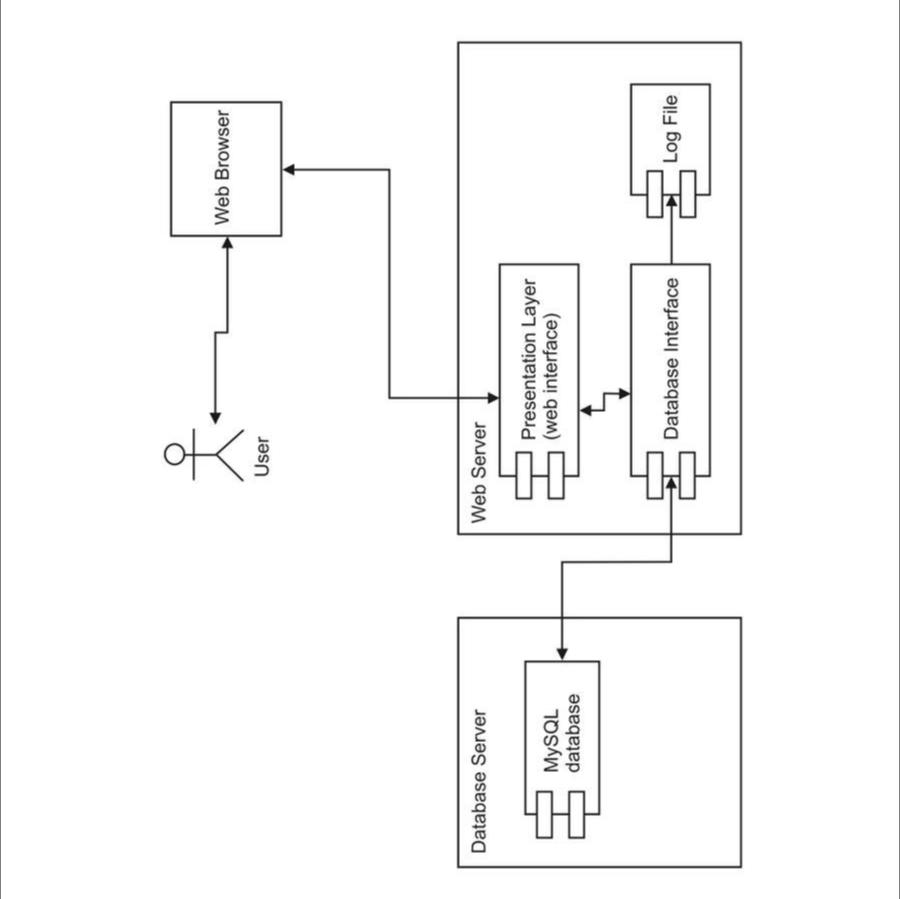 User
Web Browser
Web Server
Presentation Layer
(web interface)
Database Interface
Log File
Database Server
MySQL
database